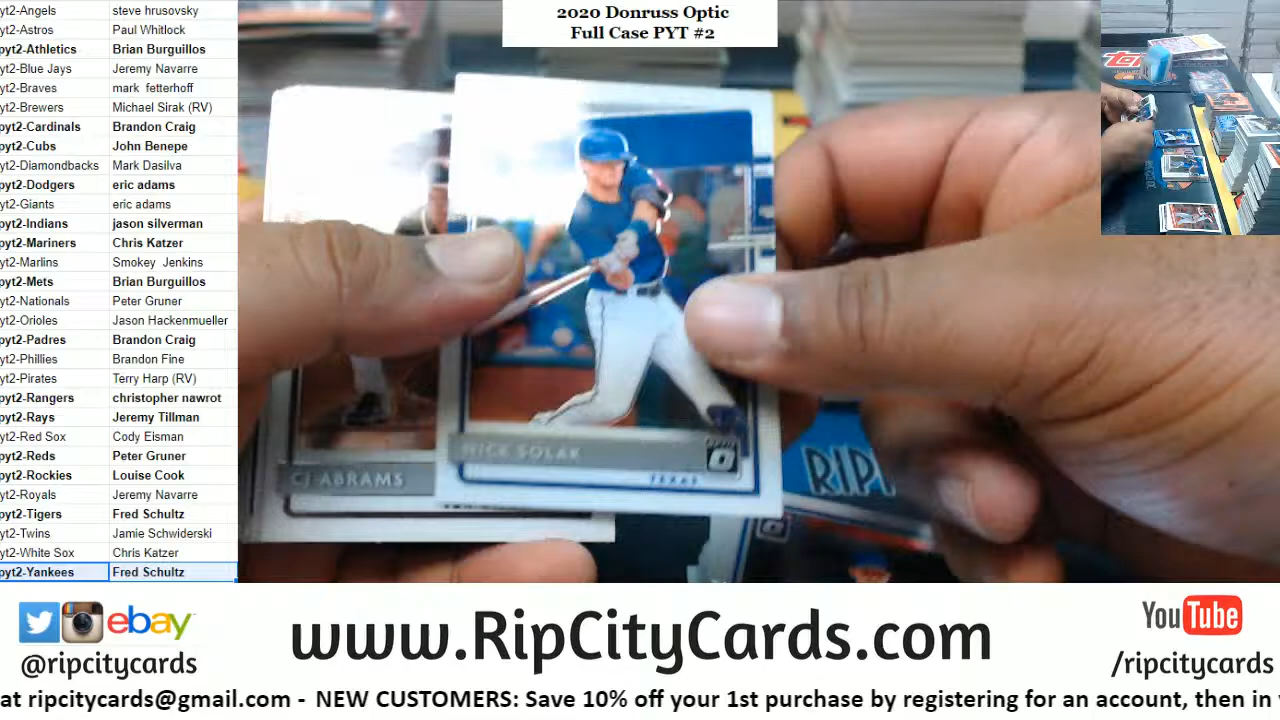 2020 Donruss Optic
Full Case PYT #2
yt2-Angels steve hrusovsky
yt2-Astros Paul Whitlock
pyt2-Athletics Brian Burguillos
yt2-Blue Jays Jeremy Navarre
yt2-Braves mark fetterhoff
yt2-Brewers Michael Sirak (RV)
pyt2-Cardinals Brandon Craig
pyt2-Cubs John Benepe
yt2-Diamondbacks Mark Dasilva
pyt2-Dodgers eric adams
yt2-Giants eric adams
pyt2-Indians jason silverman
pyt2-Mariners Chris Katzer
yt2-Marlins Smokey Jenkins
pyt2-Mets Brian Burguillos
yt2-Nationals Peter Gruner
yt2-Orioles Jason Hackenmueller
pyt2-Padres Brandon Craig
yt2-Phillies Brandon Fine
yt2-Pirates Terry Harp (RV)
pyt2-Rangers christopher nawrot
pyt2-Rays Jeremy Tillman
yt2-Red Sox Cody Elsman
pyt2-Reds Peter Gruner
pyt2-Rockies Louise Cook
yt2-Royals Jeremy Navarre
pyt2-Tigers Fred Schultz
yt2-Twins Jamie Schwiderski
yt2-White Sox Chris Katzer
pyt2-Yankees Fred Schultz
NICK SOLAK
TEXAS
CJ ABRAMS
RIP
ebay
@ripcitycards
www.RipCityCards.com
YouTube
/ripcitycards
at ripcitycards@gmail.com - NEW CUSTOMERS: Save 10% off your 1st purchase by registering for an account, then in